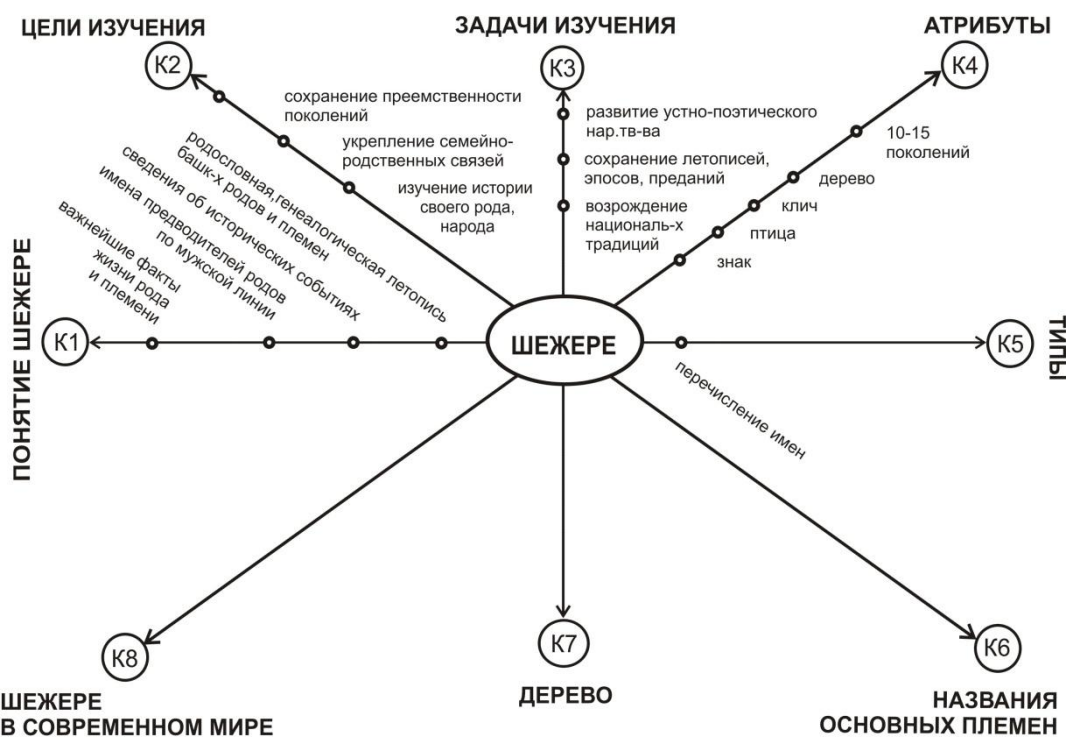 ЦЕЛИ ИЗУЧЕНИЯ
К2
сохранение преемственности
поколений
укрепление семейно-
родственных связей
изучение истории
своего рода,
народа
ЗАДАЧИ ИЗУЧЕНИЯ
К3
развитие устно-поэтического
нар.тв-ва
сохранение летописей,
эпосов, преданий
возрождение
националь-х
традиций
АТРИБУТЫ
К4
10-15
поколений
дерево
клич
птица
знак
ПОНЯТИЕ ШЕЖЕРЕ
К1
важнейшие факты
жизни рода
и племени
имена предводителей родов
по мужской линии
сведения об исторических событиях
родословная,генеалогическая летопись
башк-х родов и племен
ШЕЖЕРЕ
ТИПЫ
К5
перечисление имен
К8
ШЕЖЕРЕ
В СОВРЕМЕННОМ МИРЕ
К7
ДЕРЕВО
К6
НАЗВАНИЯ
ОСНОВНЫХ ПЛЕМЕН